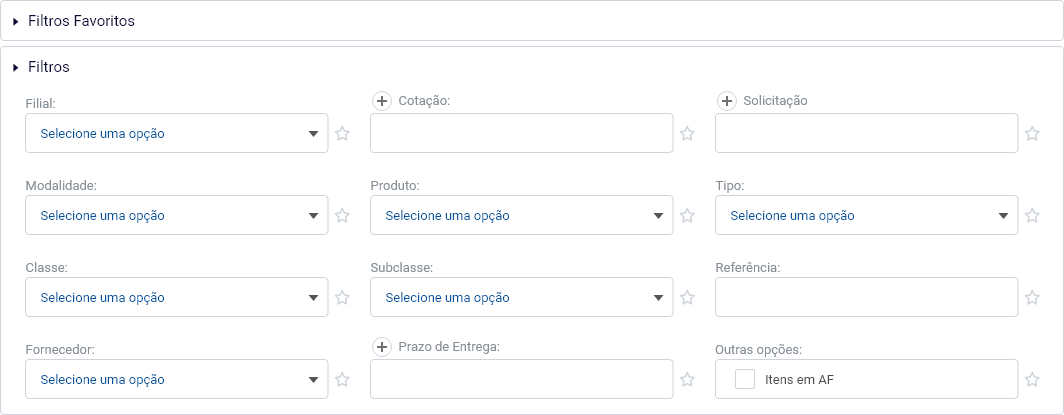 Filtros Favoritos
Filtros
Filial:
Cotação:
Solicitação
Selecione uma opção
Modalidade:
Produto:
Tipo:
Selecione uma opção
Selecione uma opção
Selecione uma opção
Classe:
Subclasse:
Referência:
Selecione uma opção
Selecione uma opção
Fornecedor:
Prazo de Entrega:
Outras opções:
Selecione uma opção
Itens em AF